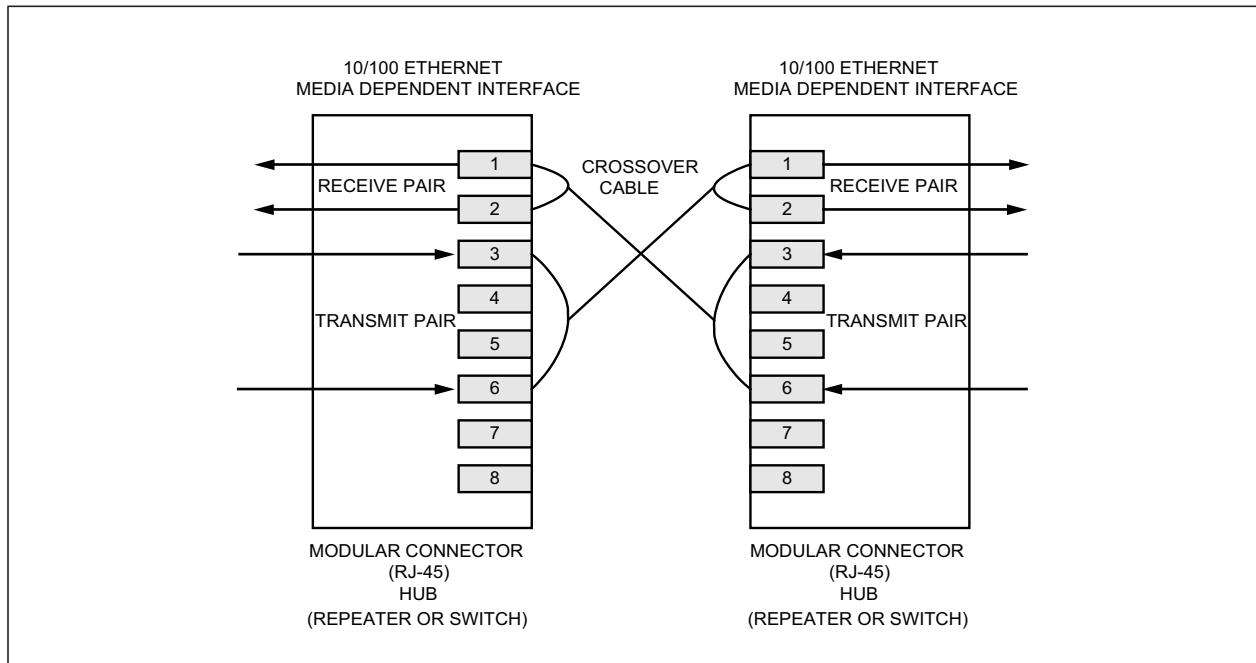 10/100 ETHERNET
MEDIA DEPENDENT INTERFACE
10/100 ETHERNET
MEDIA DEPENDENT INTERFACE
1
RECEIVE PAIR
2
3
4
TRANSMIT PAIR
5
6
7
8
CROSSOVER
CABLE
1
RECEIVE PAIR
2
3
4
TRANSMIT PAIR
5
6
7
8
MODULAR CONNECTOR
(RJ-45)
HUB
(REPEATER OR SWITCH)
MODULAR CONNECTOR
(RJ-45)
HUB
(REPEATER OR SWITCH)